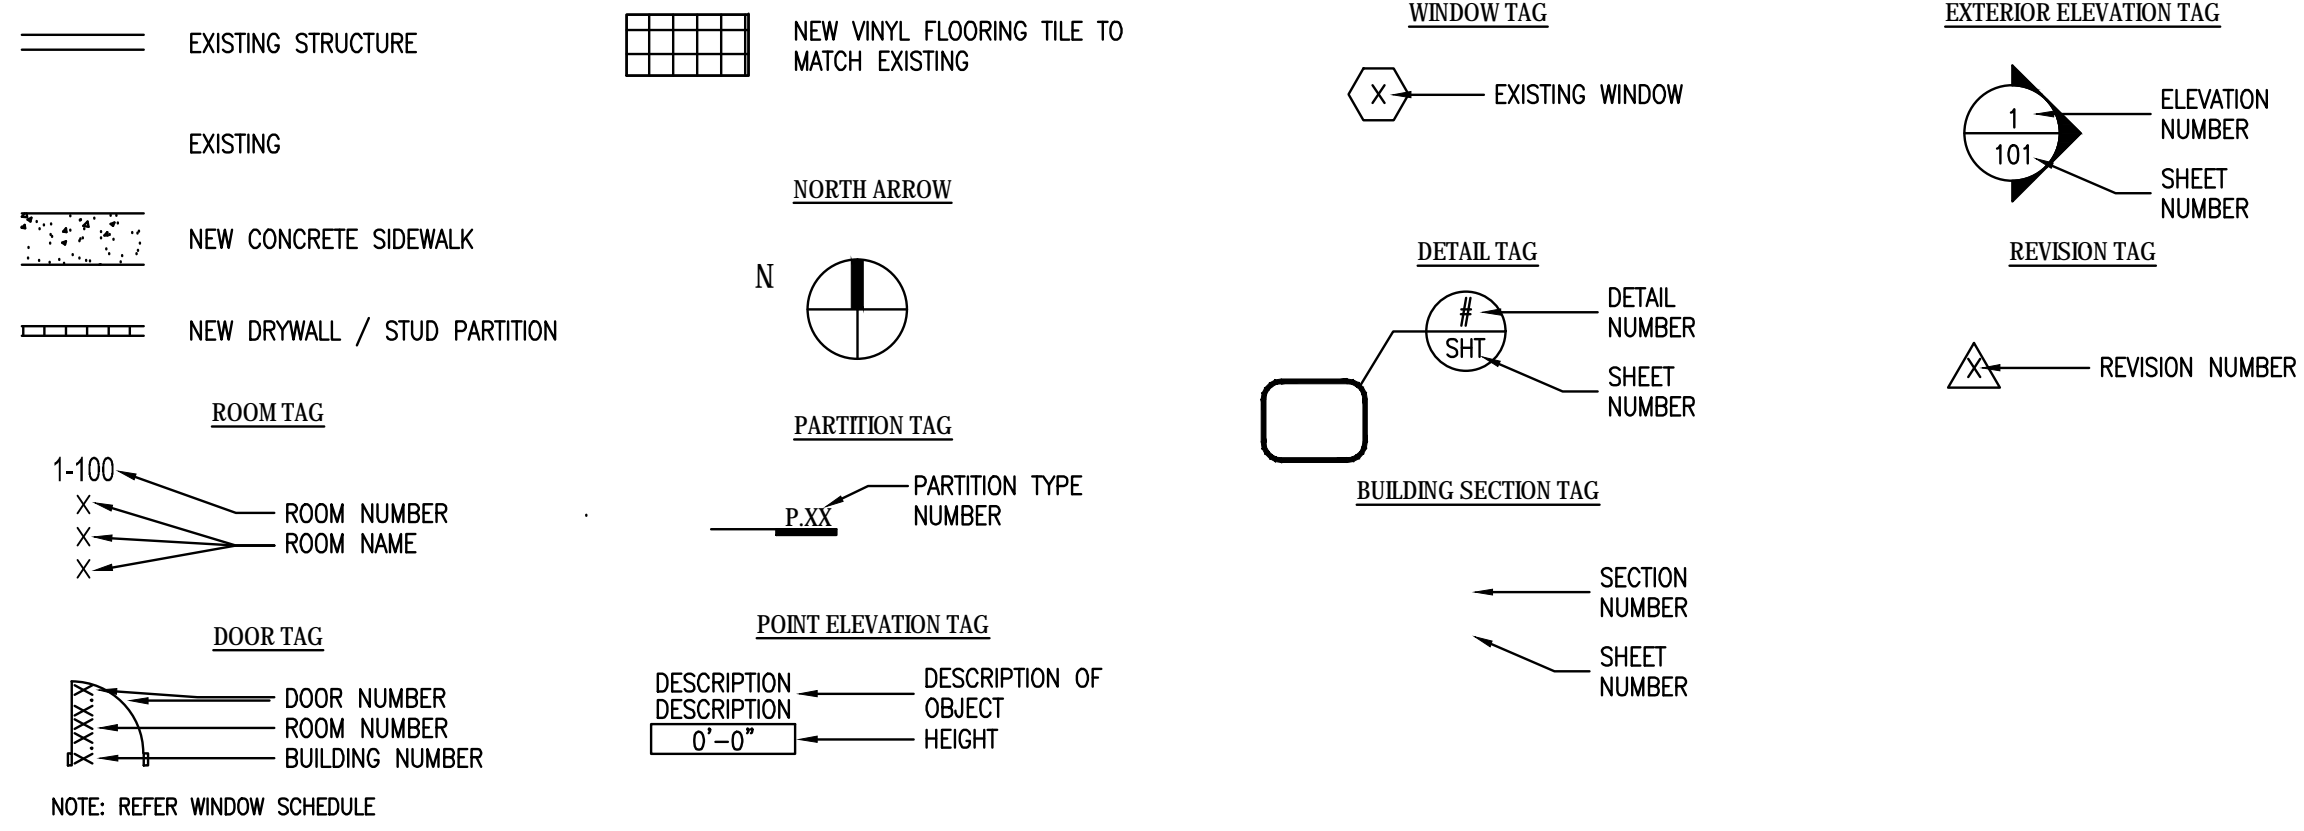 EXISTING STRUCTURE
EXISTING
NEW CONCRETE SIDEWALK
NEW DRYWALL / STUD PARTITION
ROOM TAG
1-100
X
X
X
ROOM NUMBER
ROOM NAME
DOOR TAG
X.XXX.X
DOOR NUMBER
ROOM NUMBER
BUILDING NUMBER
NOTE: REFER WINDOW SCHEDULE
NEW VINYL FLOORING TILE TO
MATCH EXISTING
NORTH ARROW
N
PARTITION TAG
P.XX
PARTITION TYPE
NUMBER
POINT ELEVATION TAG
DESCRIPTION
DESCRIPTION
0'-0"
DESCRIPTION OF
OBJECT
HEIGHT
WINDOW TAG
X
EXISTING WINDOW
DETAIL TAG
#
SHT
DETAIL
NUMBER
SHEET
NUMBER
BUILDING SECTION TAG
SECTION
NUMBER
SHEET
NUMBER
EXTERIOR ELEVATION TAG
1
101
ELEVATION
NUMBER
SHEET
NUMBER
REVISION TAG
X
REVISION NUMBER